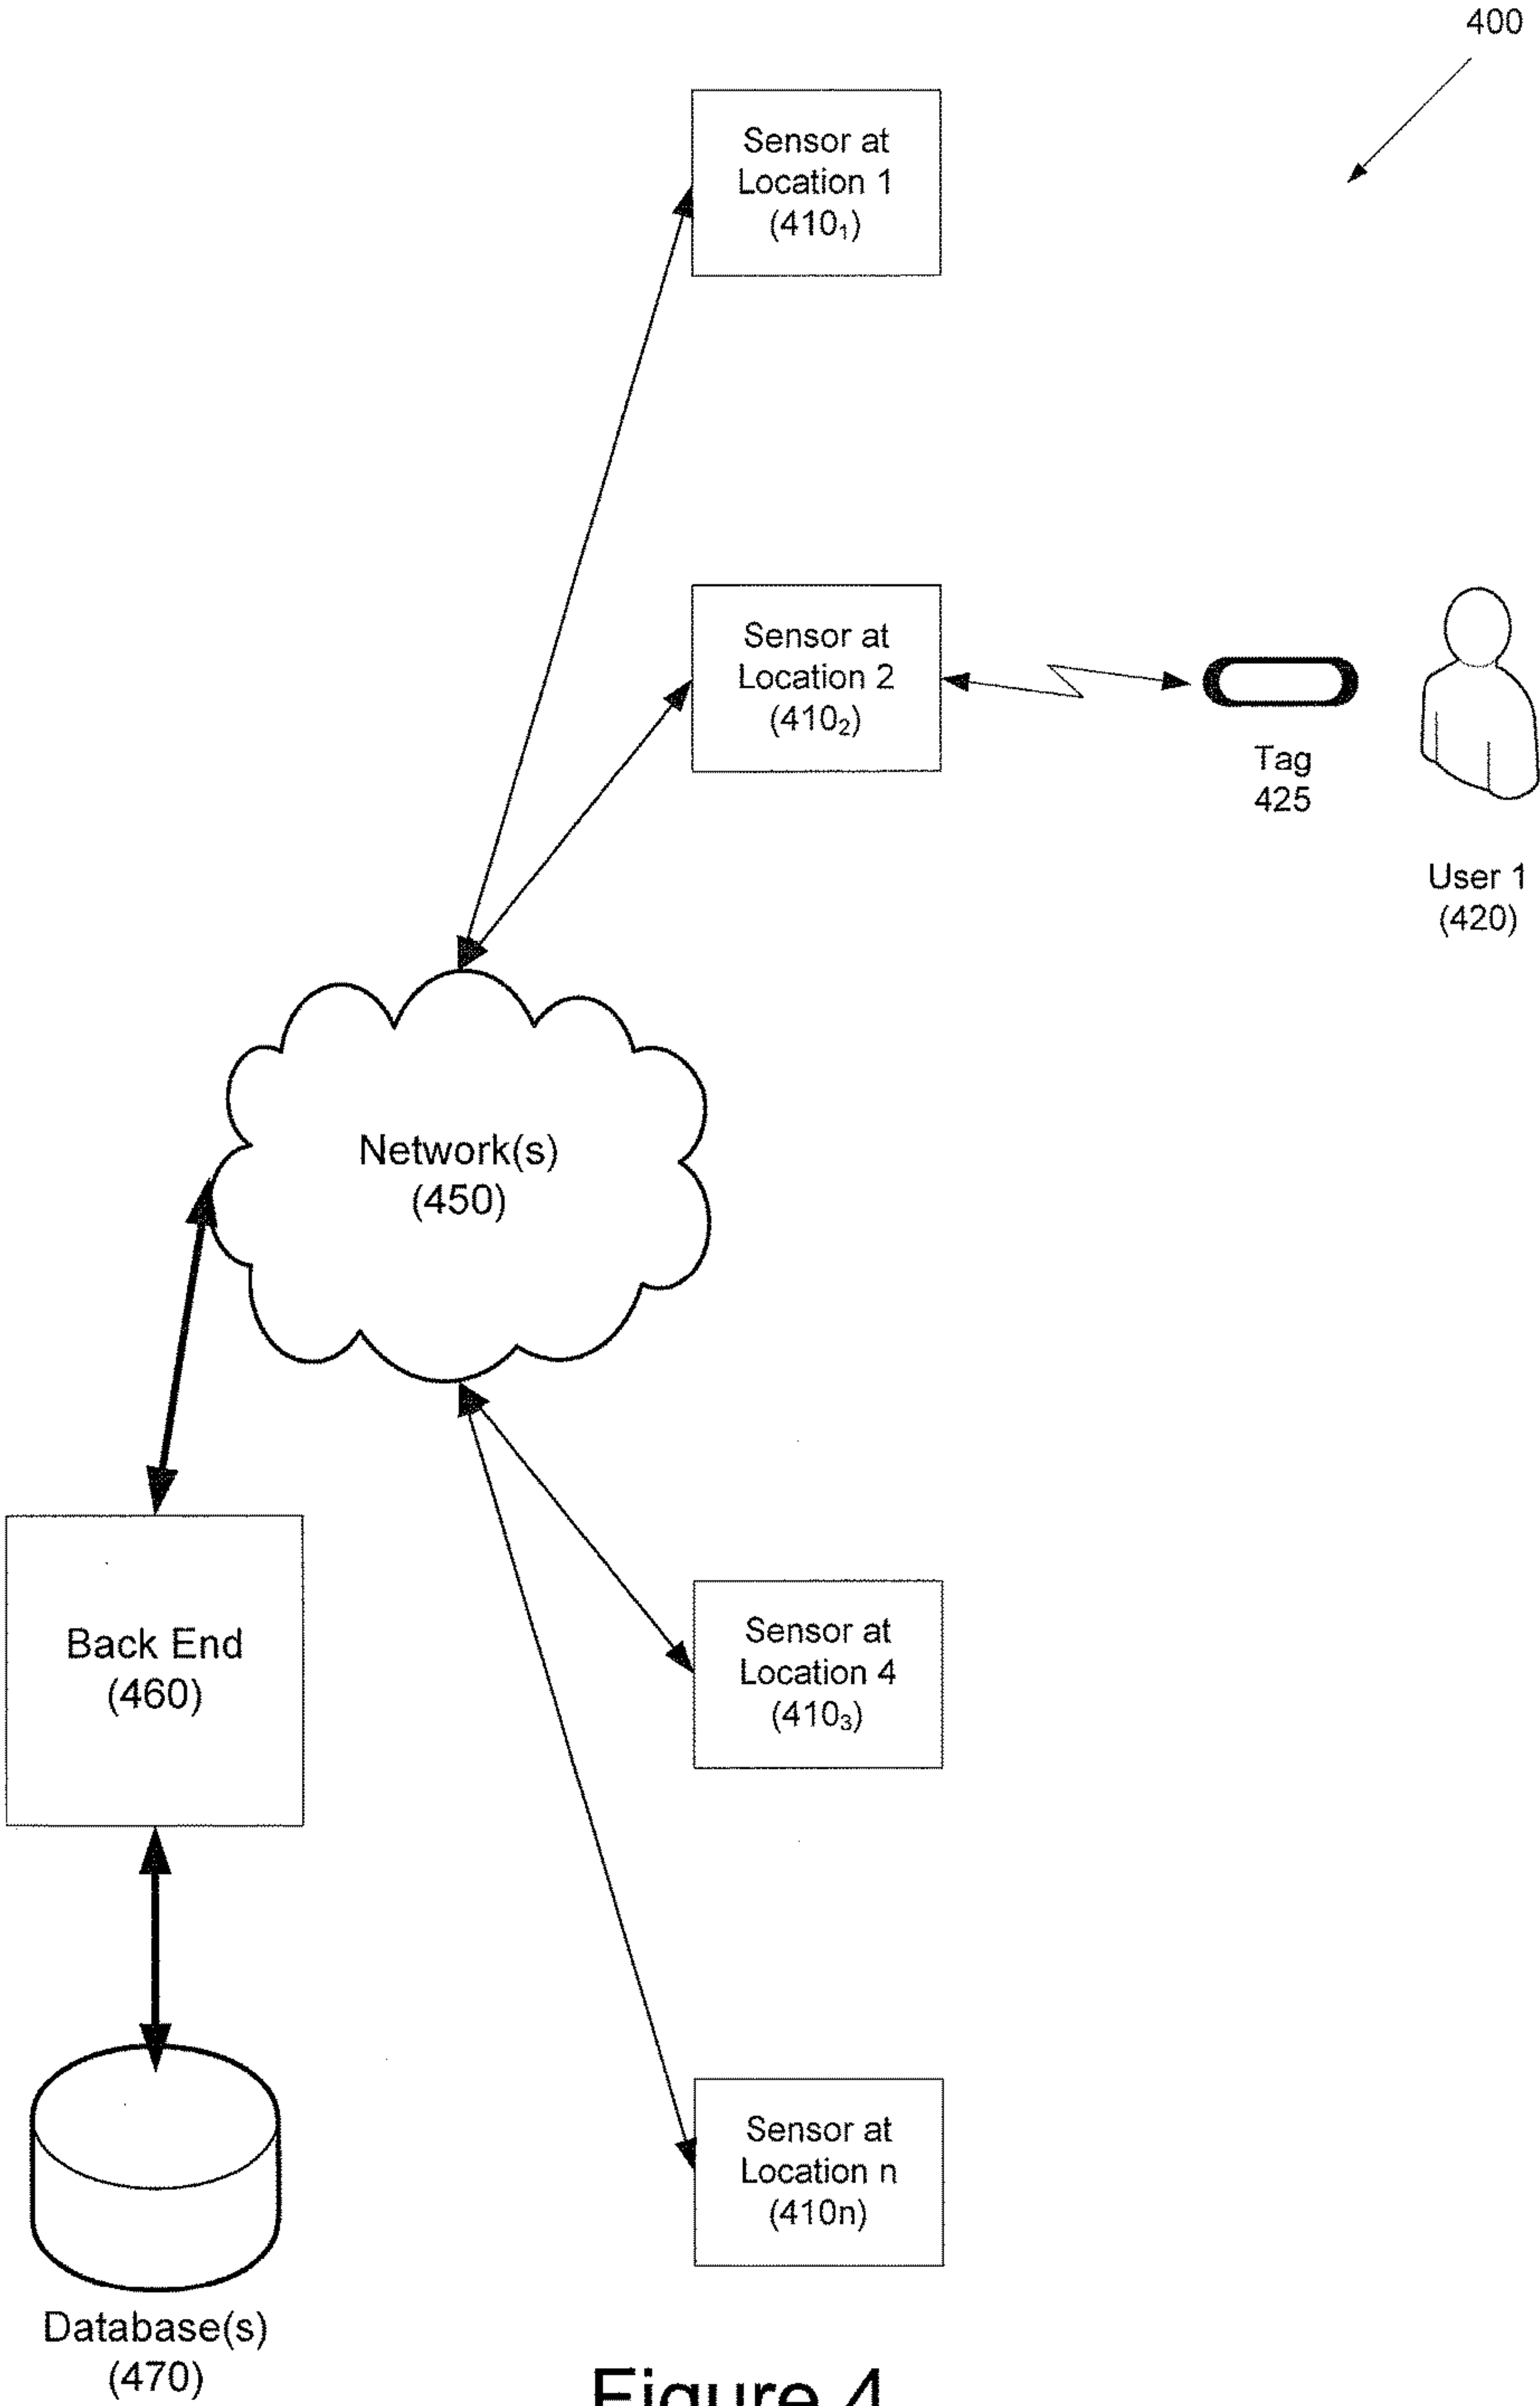 400
Sensor at
Location 1
(410₁)
Sensor at
Location 2
(410₂)
Tag
425
User 1
(420)
Network(s)
(450)
Back End
(460)
Sensor at
Location 4
(410₃)
Sensor at
Location n
(410n)
Database(s)
(470)
Figure 4